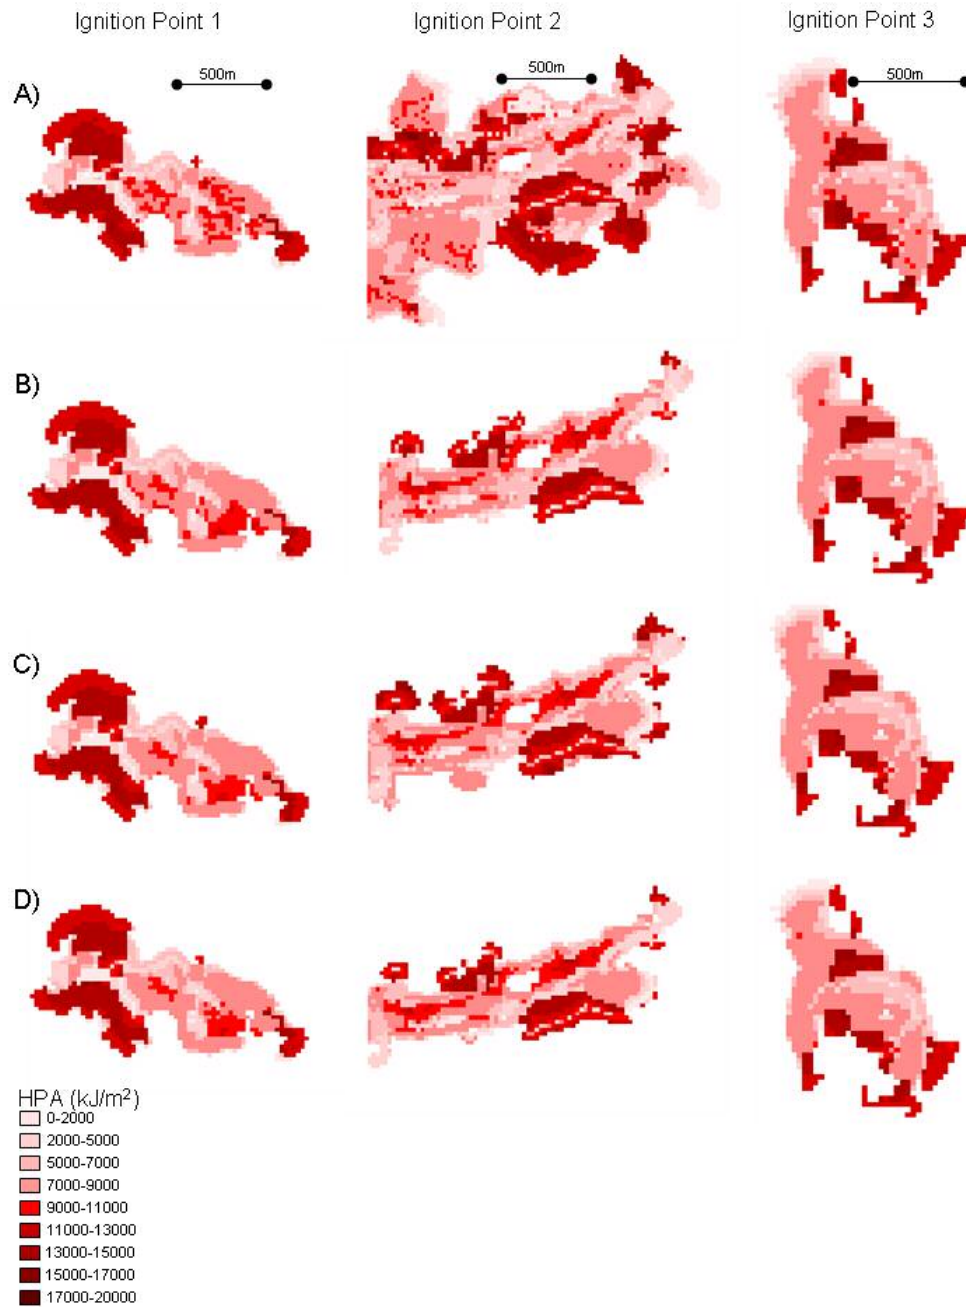 Ignition Point 1 Ignition Point 2 Ignition Point 3
500m 500m 500m
A)
B)
C)
D)
HPA (kJ/m²)
0-2000
2000-5000
5000-7000
7000-9000
9000-11000
11000-13000
13000-15000
15000-17000
17000-20000